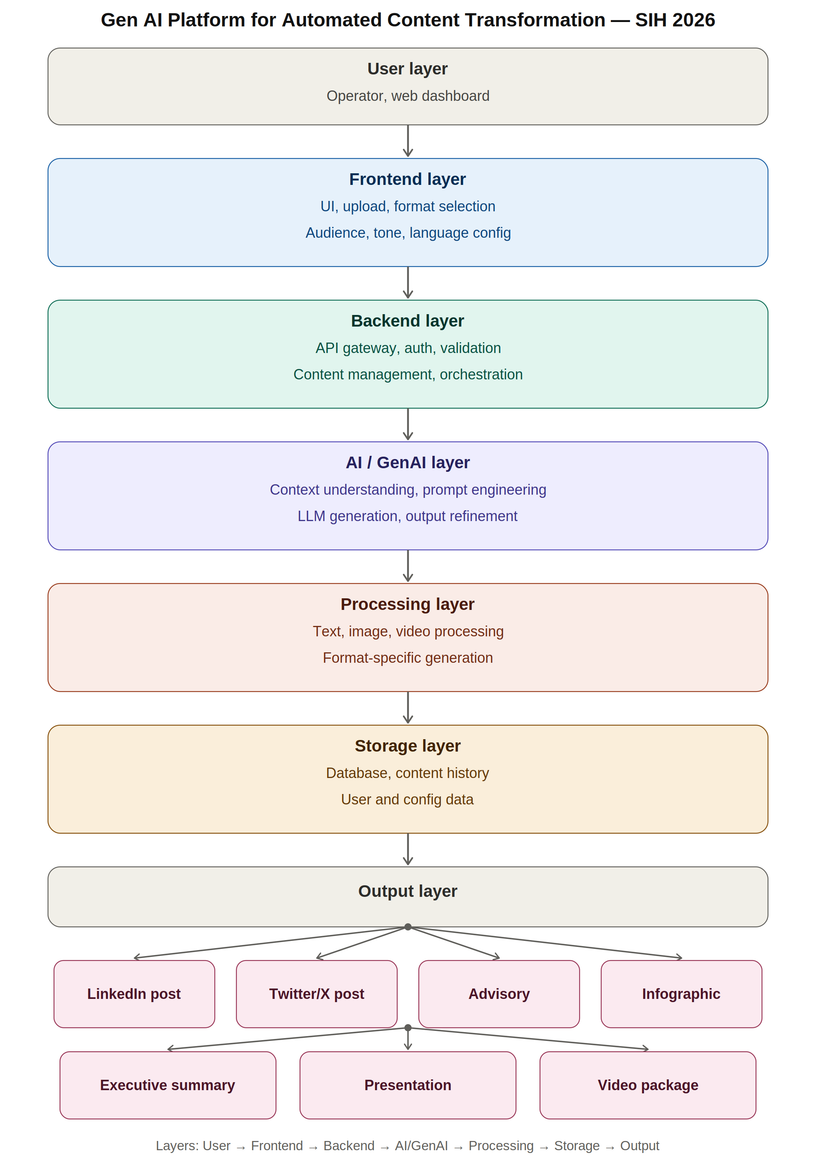 Gen AI Platform for Automated Content Transformation — SIH 2026
User layer
Operator, web dashboard
Frontend layer
UI, upload, format selection
Audience, tone, language config
Backend layer
API gateway, auth, validation
Content management, orchestration
AI / GenAI layer
Context understanding, prompt engineering
LLM generation, output refinement
Processing layer
Text, image, video processing
Format-specific generation
Storage layer
Database, content history
User and config data
Output layer
LinkedIn post
Twitter/X post
Advisory
Infographic
Executive summary
Presentation
Video package
Layers: User → Frontend → Backend → AI/GenAI → Processing → Storage → Output